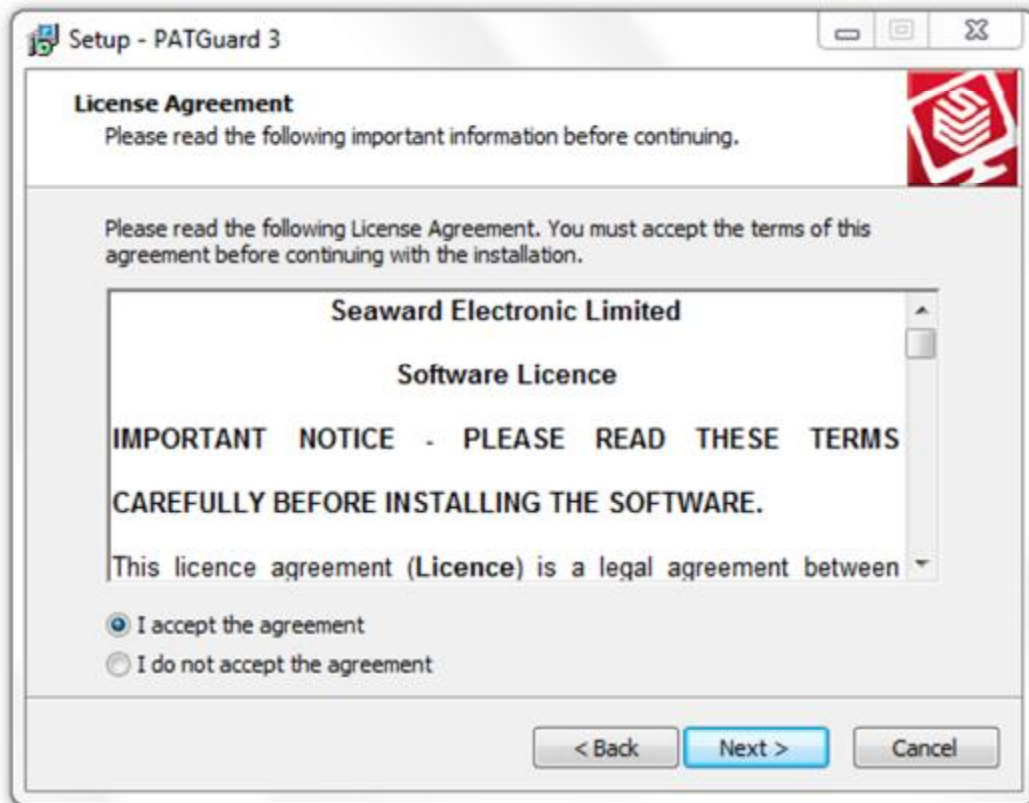 Setup - PATGuard 3
License Agreement
Please read the following important information before continuing.
Please read the following License Agreement. You must accept the terms of this
agreement before continuing with the installation.
Seaward Electronic Limited
Software Licence
IMPORTANT NOTICE - PLEASE READ THESE TERMS
CAREFULLY BEFORE INSTALLING THE SOFTWARE.
This licence agreement (Licence) is a legal agreement between
I accept the agreement
I do not accept the agreement
< Back
Next >
Cancel